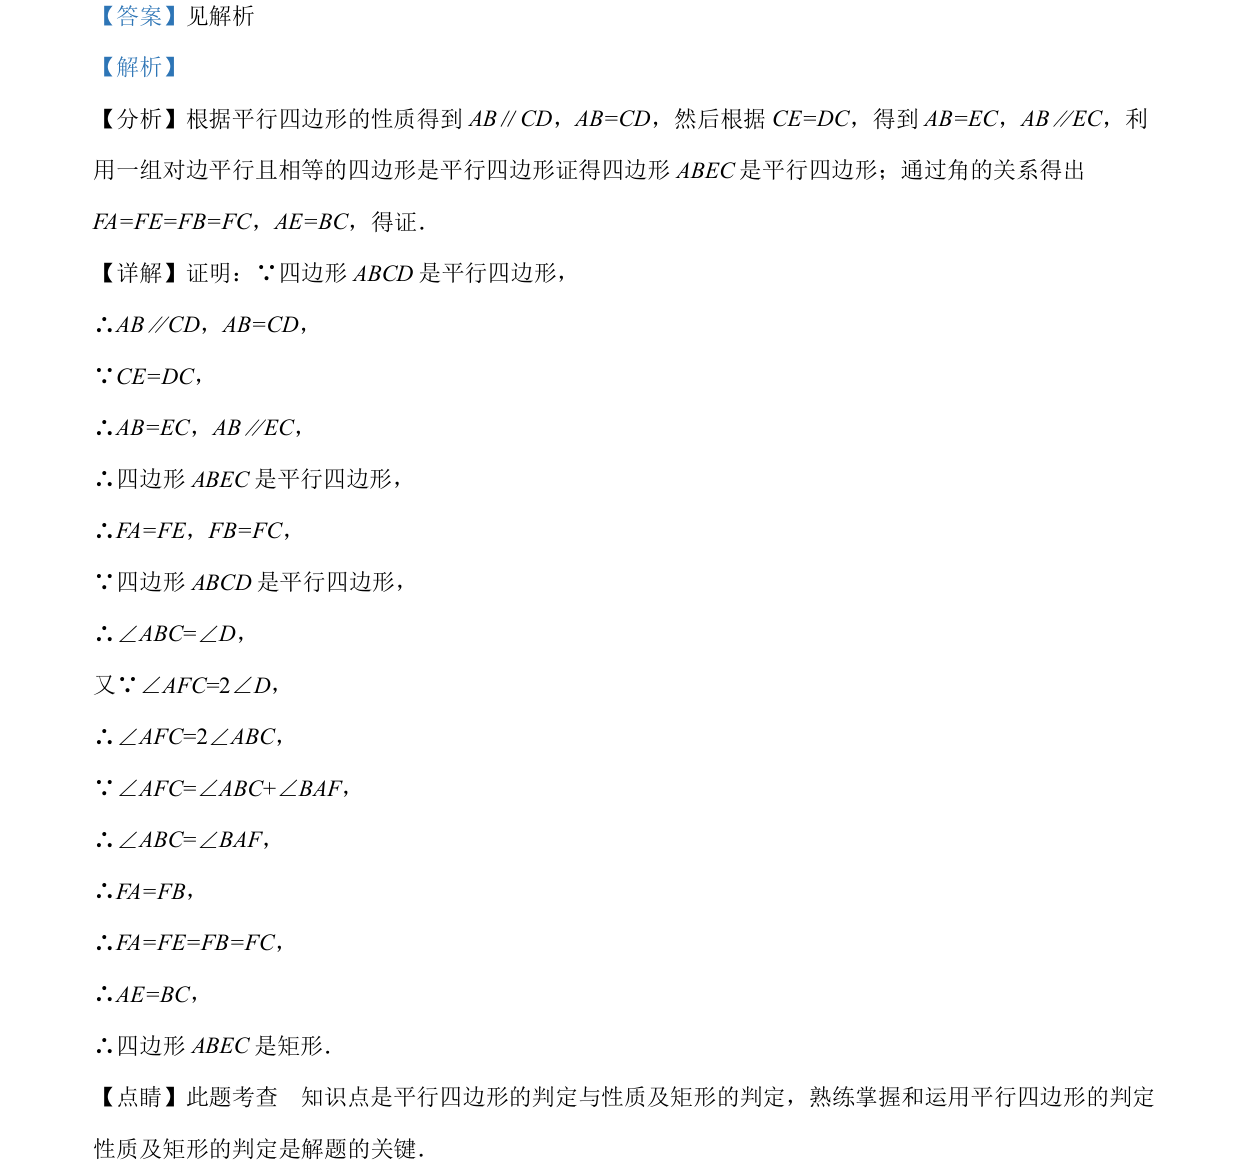 【答案】见解析
【解析】
【分析】根据平行四边形的性质得到 AB∥CD，AB=CD，然后根据 CE=DC，得到 AB=EC，AB∥EC，利
用一组对边平行且相等的四边形是平行四边形证得四边形 ABEC 是平行四边形；通过角的关系得出
FA=FE=FB=FC，AE=BC，得证．
【详解】证明：∵四边形 ABCD 是平行四边形，
∴AB∥CD，AB=CD，
∵CE=DC，
∴AB=EC，AB∥EC，
∴四边形 ABEC 是平行四边形，
∴FA=FE，FB=FC，
∵四边形 ABCD 是平行四边形，
∴∠ABC=∠D，
又∵∠AFC=2∠D，
∴∠AFC=2∠ABC，
∵∠AFC=∠ABC+∠BAF，
∴∠ABC=∠BAF，
∴FA=FB，
∴FA=FE=FB=FC，
∴AE=BC，
∴四边形 ABEC 是矩形．
【点睛】此题考查 知识点是平行四边形的判定与性质及矩形的判定，熟练掌握和运用平行四边形的判定
性质及矩形的判定是解题的关键．